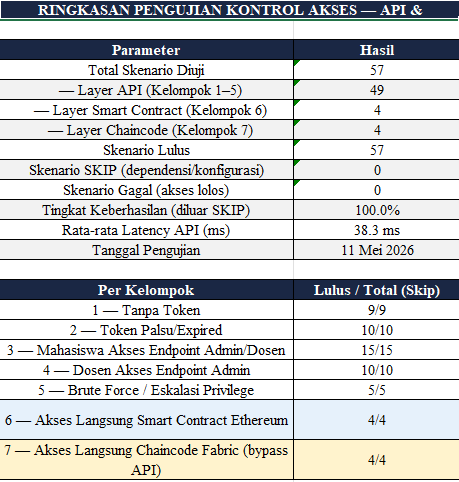 RINGKASAN PENGUJIAN KONTROL AKSES — API &
Parameter Hasil
Total Skenario Diuji 57
— Layer API (Kelompok 1–5) 49
— Layer Smart Contract (Kelompok 6) 4
— Layer Chaincode (Kelompok 7) 4
Skenario Lulus 57
Skenario SKIP (dependensi/konfigurasi) 0
Skenario Gagal (akses lolos) 0
Tingkat Keberhasilan (diluar SKIP) 100.0%
Rata-rata Latency API (ms) 38.3 ms
Tanggal Pengujian 11 Mei 2026
Per Kelompok Lulus / Total (Skip)
1 — Tanpa Token 9/9
2 — Token Palsu/Expired 10/10
3 — Mahasiswa Akses Endpoint Admin/Dosen 15/15
4 — Dosen Akses Endpoint Admin 10/10
5 — Brute Force / Eskalasi Privilege 5/5
6 — Akses Langsung Smart Contract Ethereum 4/4
7 — Akses Langsung Chaincode Fabric (bypass
API) 4/4